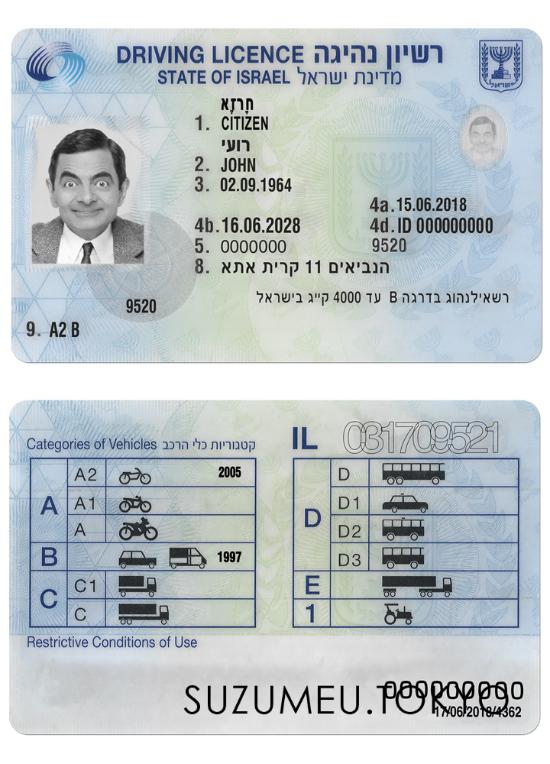 DRIVING LICENCE רשיון נהיגה
STATE OF ISRAEL מדינת ישראל
חָרְזָא
1. CITIZEN
רועי
2. JOHN
3. 02.09.1964
4a. 15.06.2018
4b. 16.06.2028 4d. ID 000000000
5. 0000000 9520
8. הנביאים 11 קרית אתא
רשאילנהוג בדרגה B עד 4000 ק״ג בישראל
9520
9. A2 B
Categories of Vehicles קטגוריות כלי הרכב
IL 031709521
A
A2 2005
A1
A
B 1997
C
C1
C
D
D
D1
D2
D3
E
1
Restrictive Conditions of Use
000000000
SUZUMEU.TOKYO
17/06/2018/4362